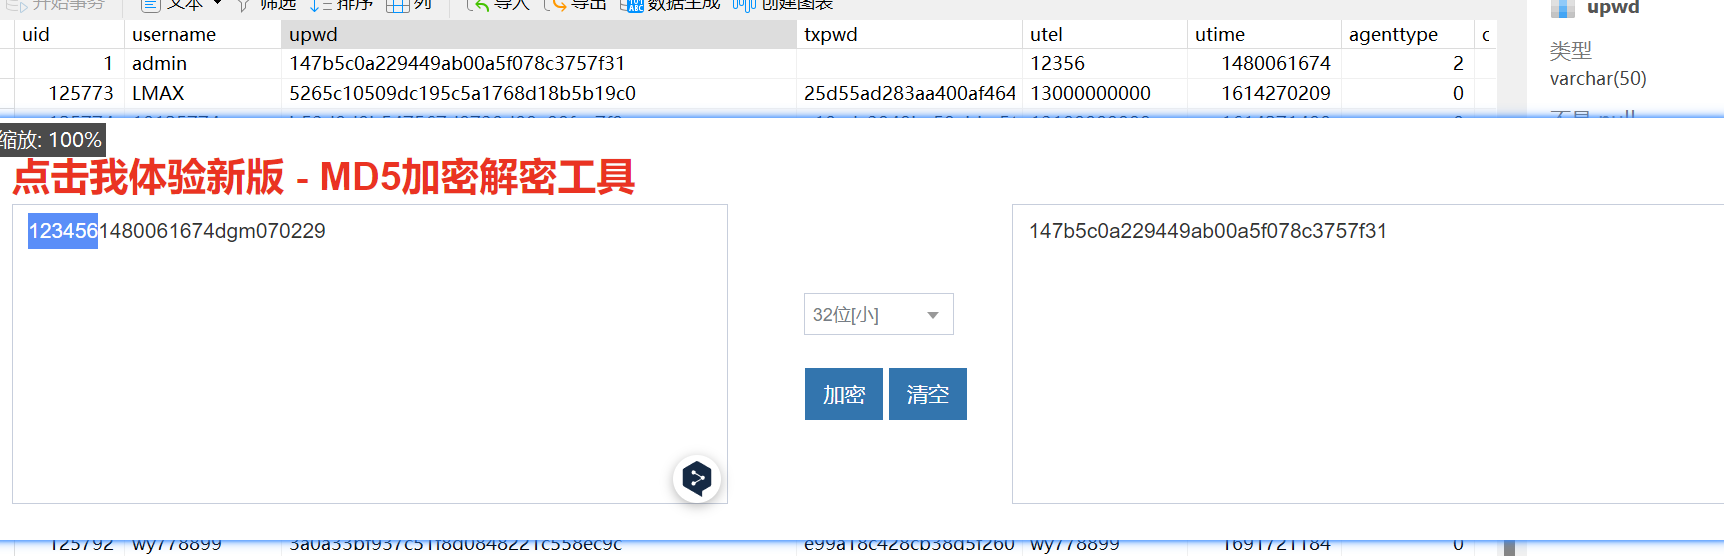 开始事务 文本 筛选 排序 列 导入 导出 数据生成 创建图表
upwd
uid username upwd txpwd utel utime agenttype c
类型
1 admin 147b5c0a229449ab00a5f078c3757f31 12356 1480061674 2
varchar(50)
125773 LMAX 5265c10509dc195c5a1768d18b5b19c0 25d55ad283aa400af464 13000000000 1614270209 0
不是 null
缩放: 100%
点击我体验新版 - MD5加密解密工具
1234561480061674dgm070229
147b5c0a229449ab00a5f078c3757f31
32位[小]
加密 清空
125792 wy778899 3a0a33bf937c51f8d0848221c558ec9c e99a18c428cb38d5f260 wy778899 1691721184 0